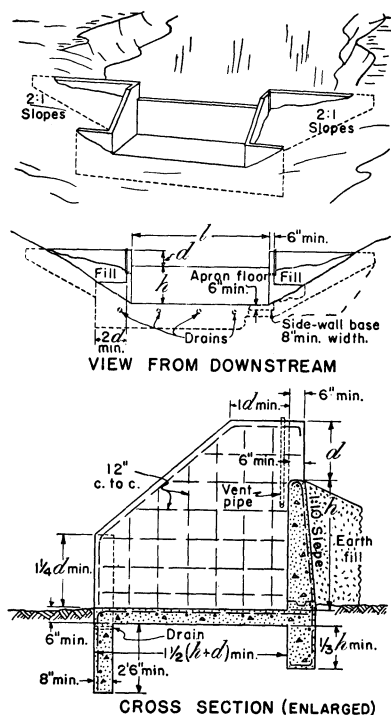 2:1
Slopes
2:1
Slopes
l
6"min.
d
h
Fill
Apron floor
6"min.
Fill
2d
min.
Drains
Side-wall base
8"min. width.
VIEW FROM DOWNSTREAM
1d min.
6"min.
12"
c. to c.
6"min.
d
Vent
pipe
1:10 Slope
h
Earth
fill
1¼d min.
6"min.
Drain
1½(h+d)min.
⅓h min.
8"min.
2'6"min.
CROSS SECTION (ENLARGED)